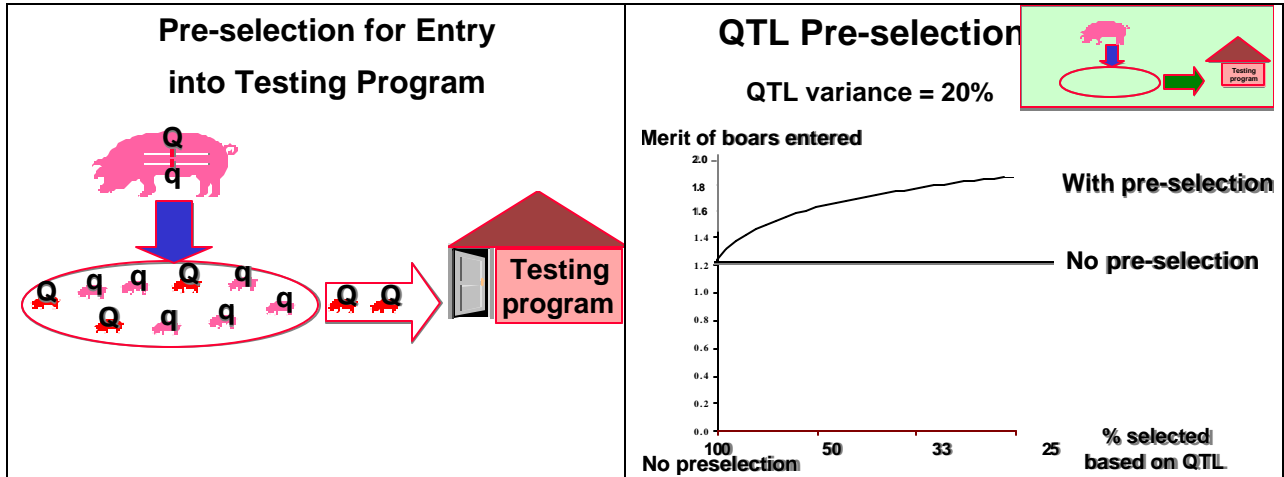 Pre-selection for Entry
into Testing Program
Q
q
Q
q
q
Q
q
Q
q
q
q
Q
Q
Testing
program
QTL Pre-selection
Testing
program
QTL variance = 20%
Merit of boars entered
2.0
1.8
1.6
1.4
1.2
1.0
0.8
0.6
0.4
0.2
0.0
With pre-selection
No pre-selection
100
50
33
25
% selected
based on QTL
No preselection